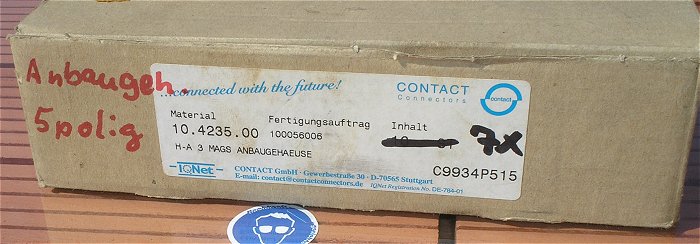 Anbaugeh.
5polig
...connected with the future!
CONTACT
Connectors
contact
Material
Fertigungsauftrag
Inhalt
10.4235.00
100056006
7x
H-A 3 MAGS ANBAUGEHAEUSE
C9934P515
IQNet
CONTACT GmbH · Gewerbestraße 30 · D-70565 Stuttgart
E-mail: contact@contactconnectors.de
IQNet Registration No. DE-784-01